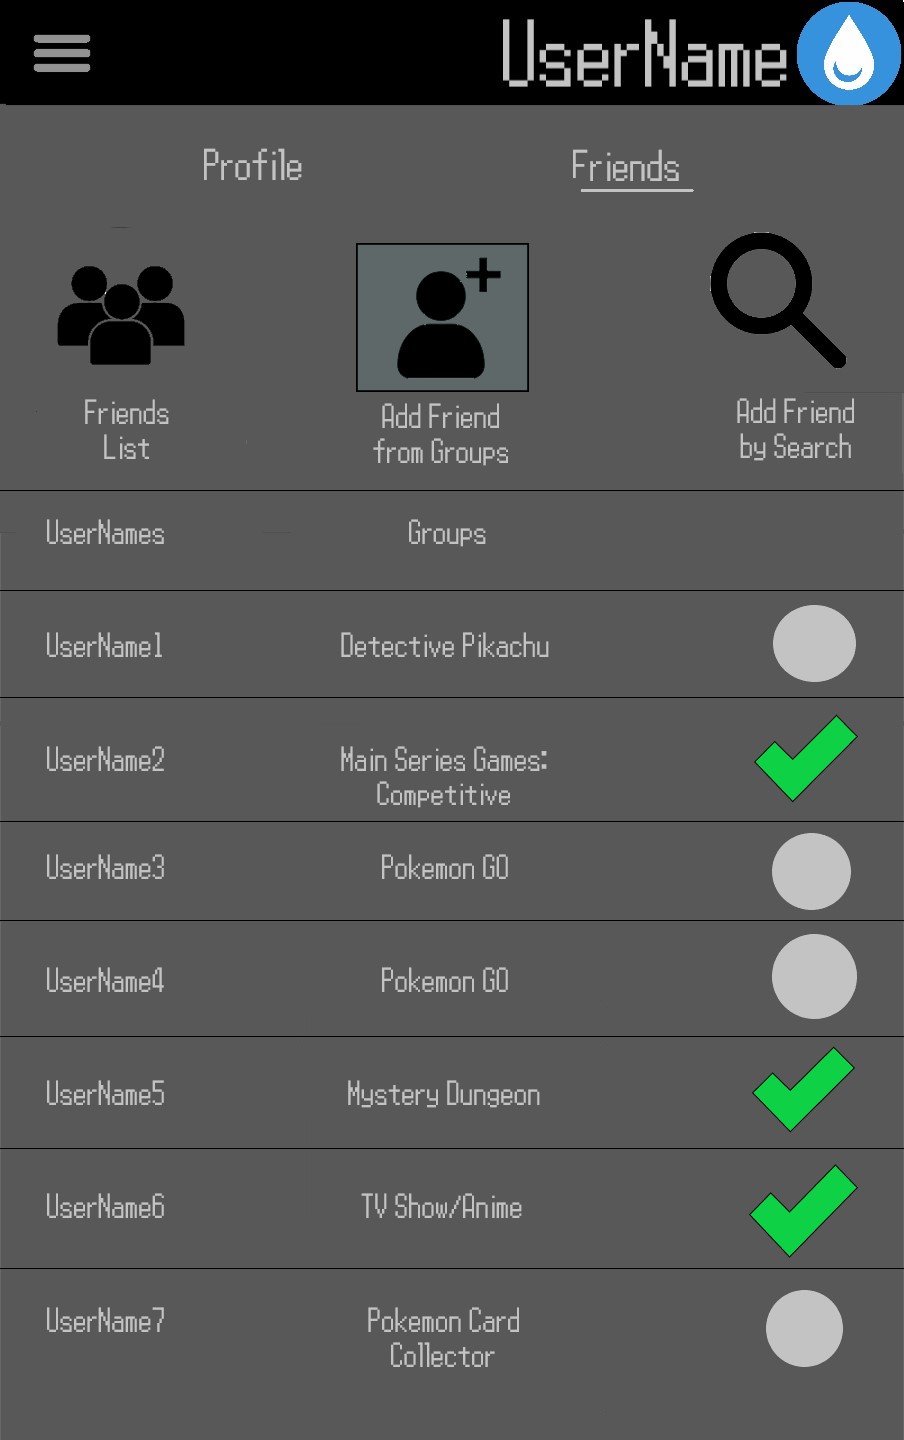 UserName
Profile Friends
Friends
List
Add Friend
from Groups
Add Friend
by Search
UserNames Groups
UserName1 Detective Pikachu
UserName2 Main Series Games:
Competitive
UserName3 Pokemon GO
UserName4 Pokemon GO
UserName5 Mystery Dungeon
UserName6 TV Show/Anime
UserName7 Pokemon Card
Collector